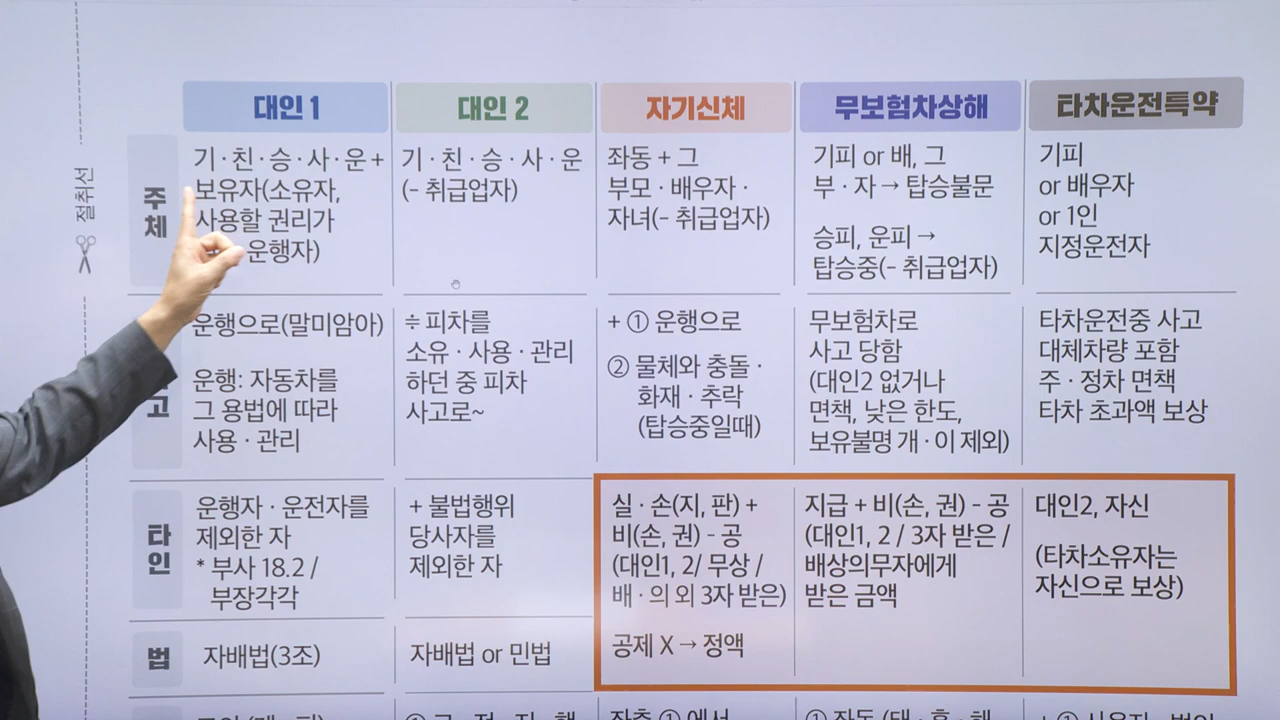 절취선
대인 1
대인 2
자기신체
무보험차상해
타차운전특약
주
체
기 · 친 · 승 · 사 · 운 +
보유자(소유자,
사용할 권리가
운행자)
기 · 친 · 승 · 사 · 운
(- 취급업자)
좌동 + 그
부모 · 배우자 ·
자녀(- 취급업자)
기피 or 배, 그
부 · 자 → 탑승불문
승피, 운피 →
탑승중(- 취급업자)
기피
or 배우자
or 1인
지정운전자
고
운행으로(말미암아)
운행: 자동차를
그 용법에 따라
사용 · 관리
≑ 피차를
소유 · 사용 · 관리
하던 중 피차
사고로~
+ ① 운행으로
② 물체와 충돌 ·
화재 · 추락
(탑승중일때)
무보험차로
사고 당함
(대인2 없거나
면책, 낮은 한도,
보유불명 개 · 이 제외)
타차운전중 사고
대체차량 포함
주 · 정차 면책
타차 초과액 보상
타
인
운행자 · 운전자를
제외한 자
* 부사 18.2 /
부장각각
+ 불법행위
당사자를
제외한 자
실 · 손(지, 판) +
비(손, 권) - 공
(대인1, 2/ 무상 /
배 · 의 외 3자 받은)
공제 X → 정액
지급 + 비(손, 권) - 공
(대인1, 2 / 3자 받은 /
배상의무자에게
받은 금액
대인2, 자신
(타차소유자는
자신으로 보상)
법
자배법(3조)
자배법 or 민법